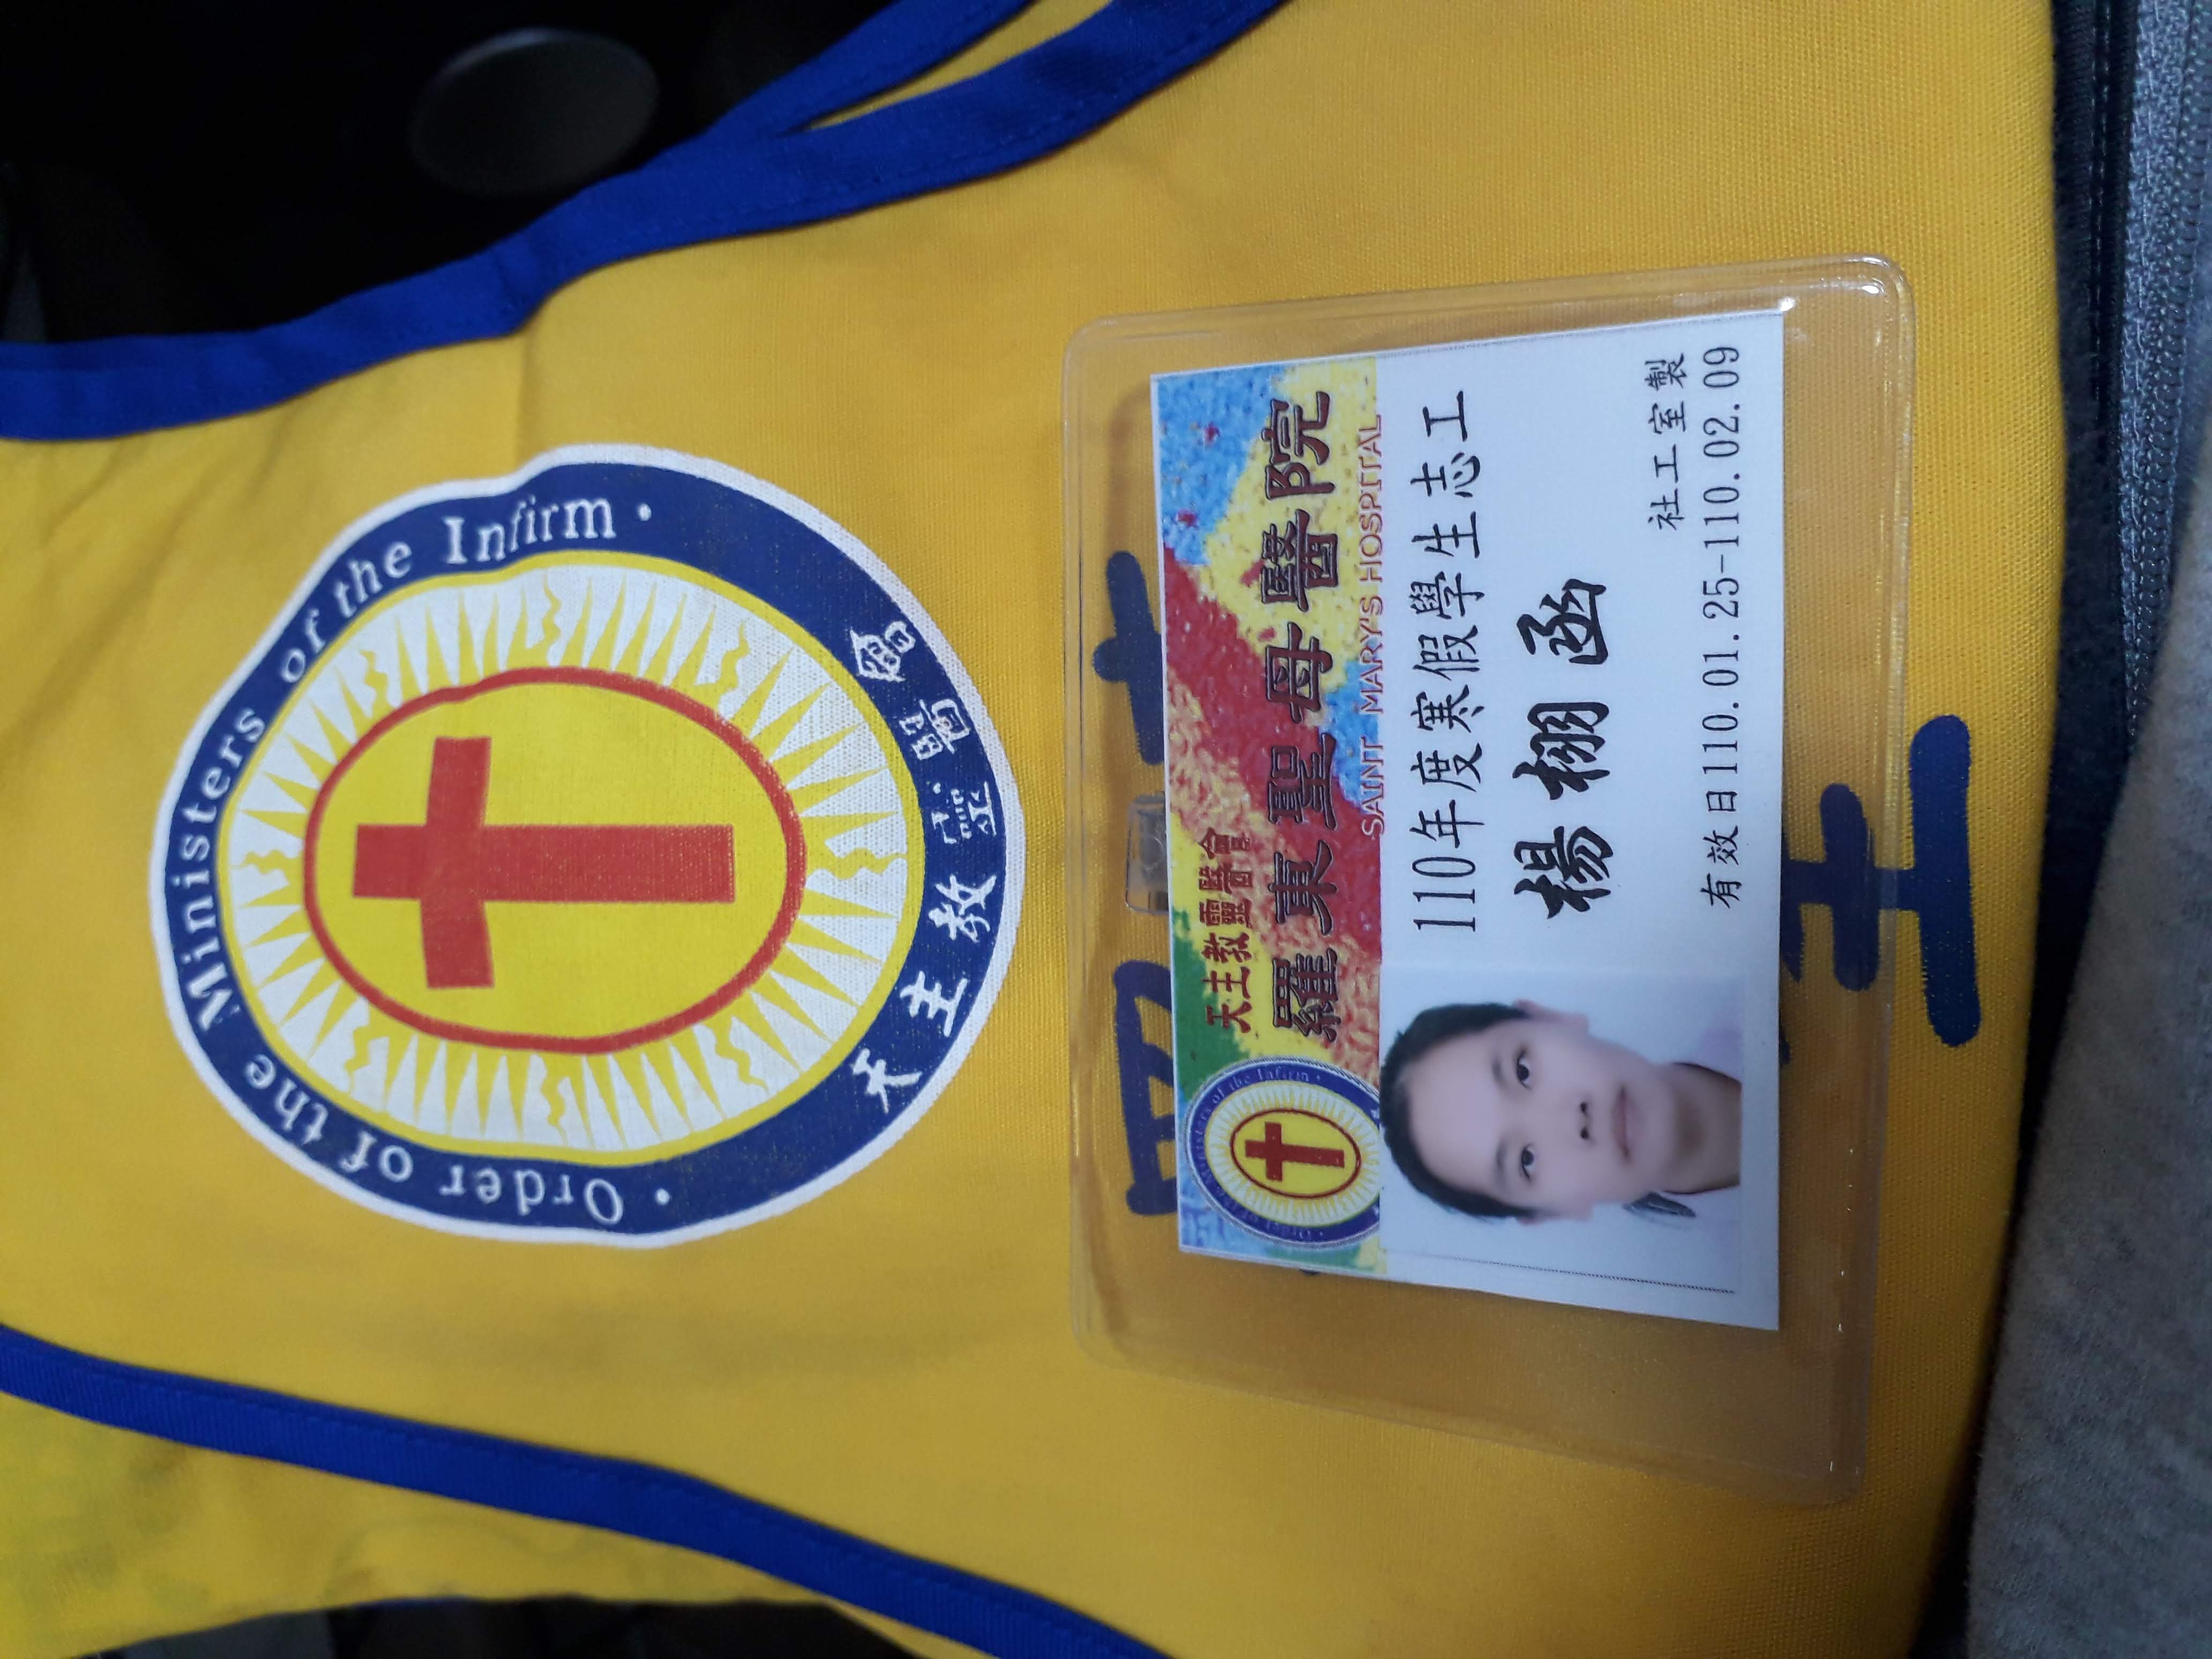 Order of the Ministers of the Infirm
天主教靈醫會
天主教靈醫會
羅東聖母醫院
SAINT MARY'S HOSPITAL
110年度寒假學生志工
楊栩函
社工室製
有效日110.01.25-110.02.09